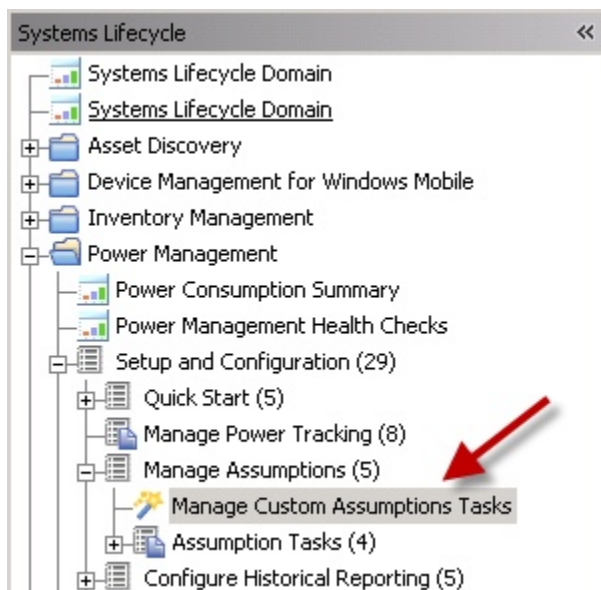 Systems Lifecycle «
Systems Lifecycle Domain
Systems Lifecycle Domain
Asset Discovery
Device Management for Windows Mobile
Inventory Management
Power Management
Power Consumption Summary
Power Management Health Checks
Setup and Configuration (29)
Quick Start (5)
Manage Power Tracking (8)
Manage Assumptions (5)
Manage Custom Assumptions Tasks
Assumption Tasks (4)
Configure Historical Reporting (5)